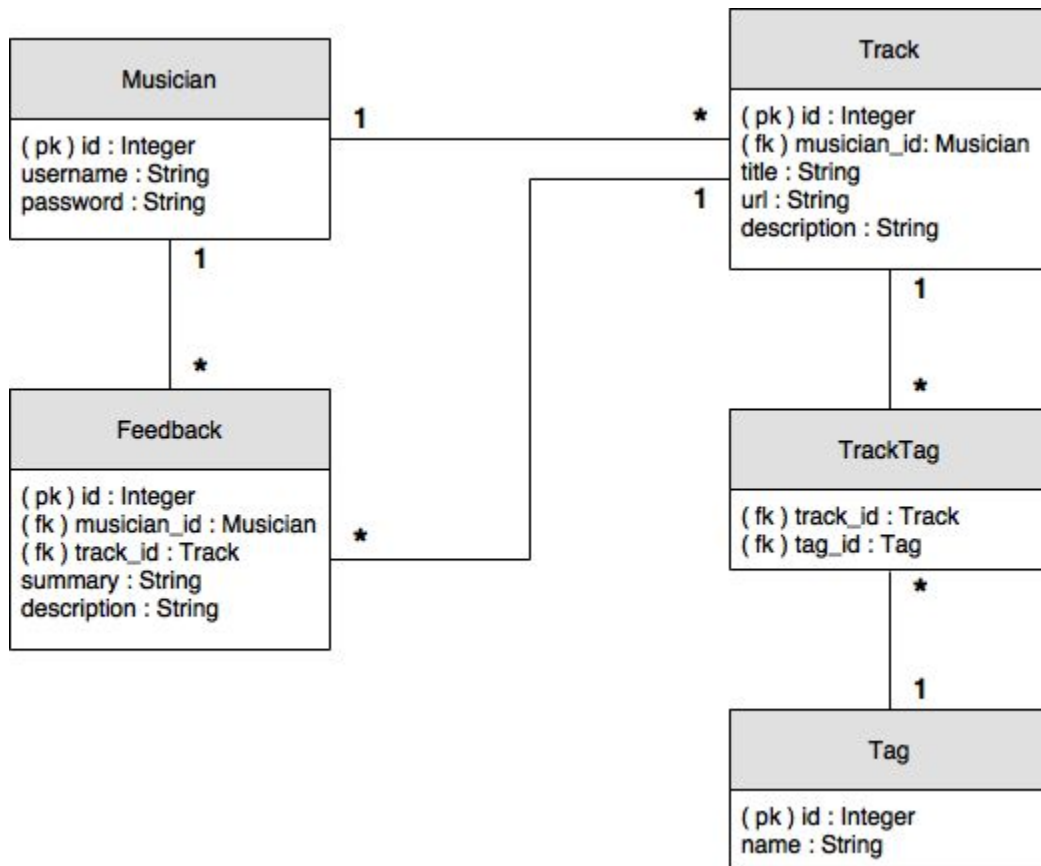 Musician
( pk ) id : Integer
username : String
password : String
1
*
1
*
Track
( pk ) id : Integer
( fk ) musician_id: Musician
title : String
url : String
description : String
1
1
*
Feedback
( pk ) id : Integer
( fk ) musician_id : Musician
( fk ) track_id : Track
summary : String
description : String
*
TrackTag
( fk ) track_id : Track
( fk ) tag_id : Tag
*
1
Tag
( pk ) id : Integer
name : String